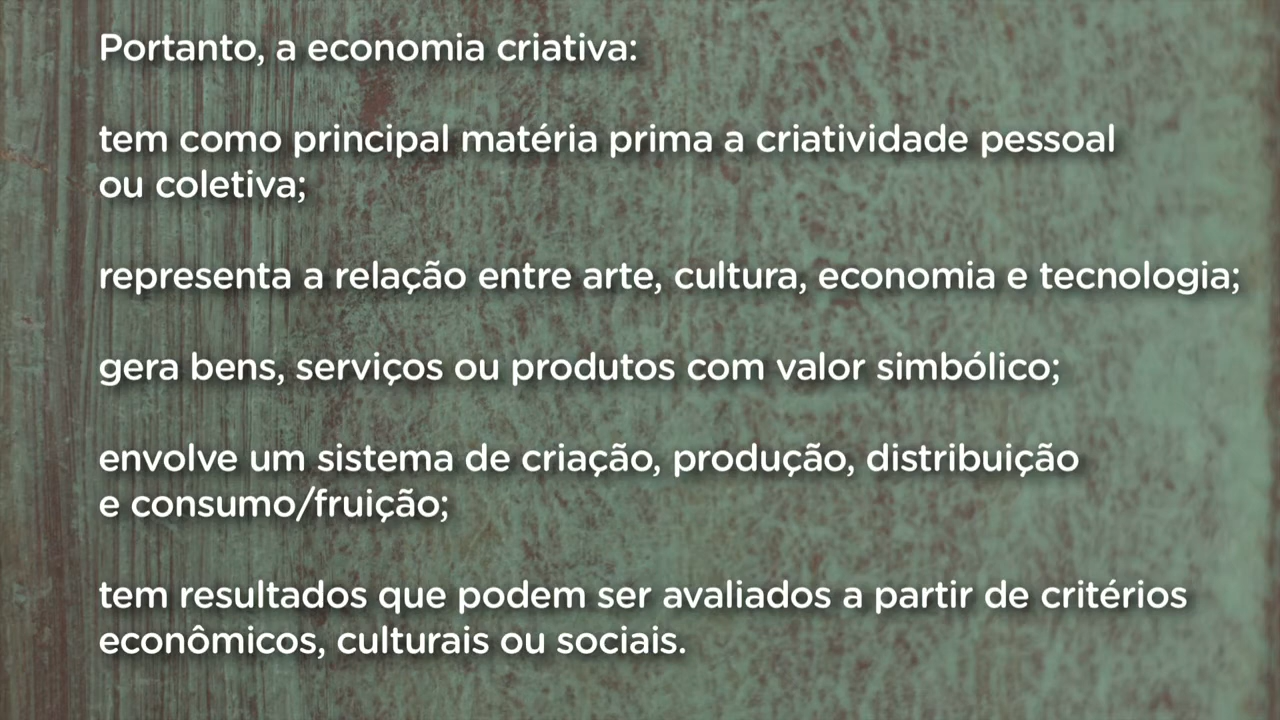 Portanto, a economia criativa:
tem como principal matéria prima a criatividade pessoal
ou coletiva;
representa a relação entre arte, cultura, economia e tecnologia;
gera bens, serviços ou produtos com valor simbólico;
envolve um sistema de criação, produção, distribuição
e consumo/fruição;
tem resultados que podem ser avaliados a partir de critérios
econômicos, culturais ou sociais.